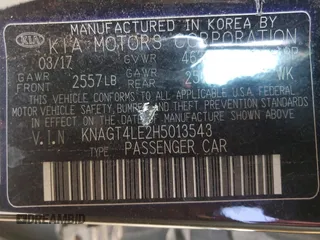 MANUFACTURED IN KOREA BY
KIA KIA MOTORS CORPORATION
03/17 GVWR
GAWR GAWR
FRONT 2557LB
THIS VEHICLE CONFORMS TO ALL
APPLICABLE U.S.A. FEDERAL
MOTOR VEHICLE SAFETY, BUMPER, AND
THEFT PREVENTION STANDARDS
IN EFFECT ON THE DATE OF
MANUFACTURE SHOWN ABOVE.
V.I.N: KNAGT4LE2H5013543
TYPE: PASSENGER CAR
DREAMBID